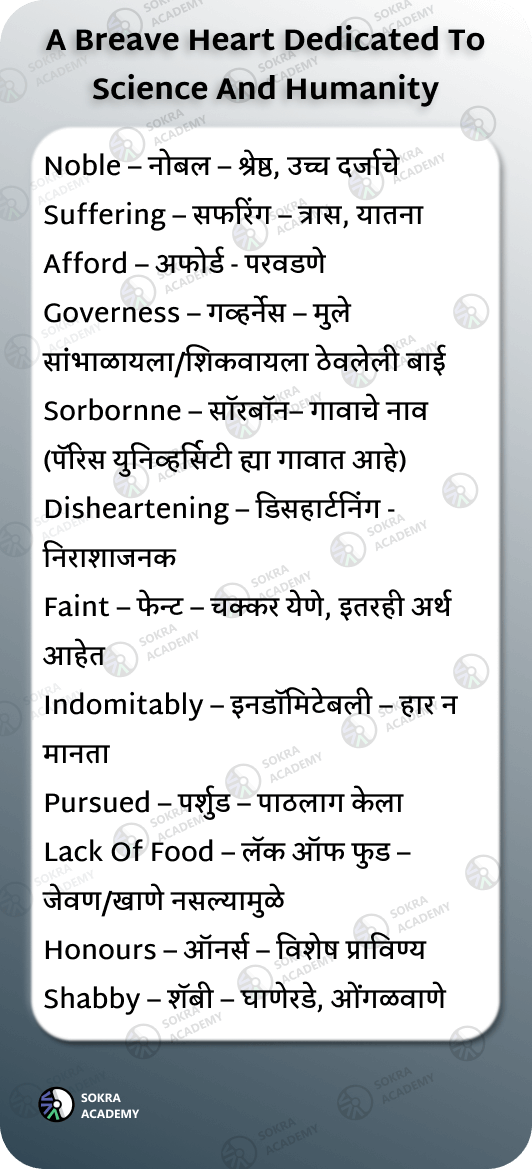 A Breave Heart Dedicated To
Science And Humanity
Noble – नोबल – श्रेष्ठ, उच्च दर्जाचे
Suffering – सफरिंग – त्रास, यातना
Afford – अफोर्ड - परवडणे
Governess – गव्हर्नेस – मुले
सांभाळायला/शिकवायला ठेवलेली बाई
Sorbornne – सॉरबॉन– गावाचे नाव
(पॅरिस युनिव्हर्सिटी ह्या गावात आहे)
Disheartening – डिसहार्टनिंग -
निराशाजनक
Faint – फेन्ट – चक्कर येणे, इतरही अर्थ
आहेत
Indomitably – इनडॉमिटेबली – हार न
मानता
Pursued – पर्शुड – पाठलाग केला
Lack Of Food – लॅक ऑफ फुड –
जेवण/खाणे नसल्यामुळे
Honours – ऑनर्स – विशेष प्राविण्य
Shabby – शॅबी – घाणेरडे, ओंगळवाणे
SOKRA
ACADEMY